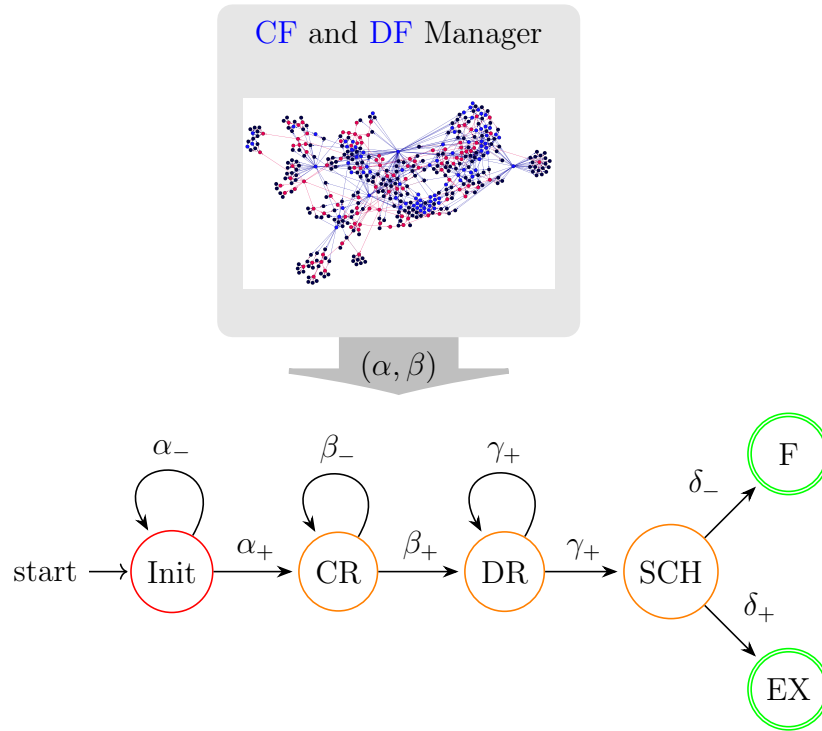 CF and DF Manager
(α, β)
α₋ β₋ γ₊
F
δ₋
start Init α₊ CR β₊ DR γ₊ SCH
δ₊
EX